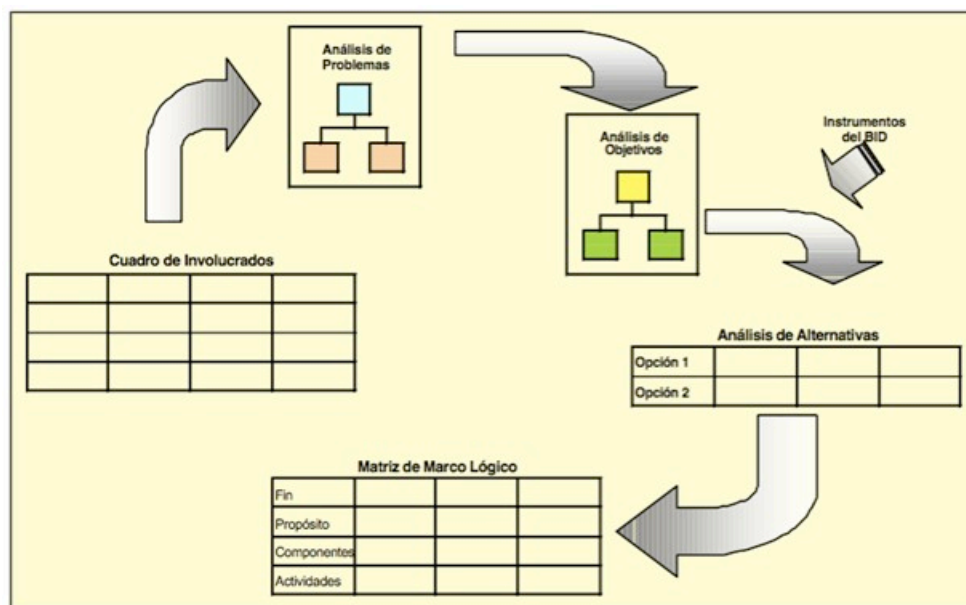 Análisis de
Problemas
Análisis de
Objetivos
Instrumentos
del BID
Cuadro de Involucrados
Análisis de Alternativas
Opción 1
Opción 2
Matriz de Marco Lógico
Fin
Propósito
Componentes
Actividades